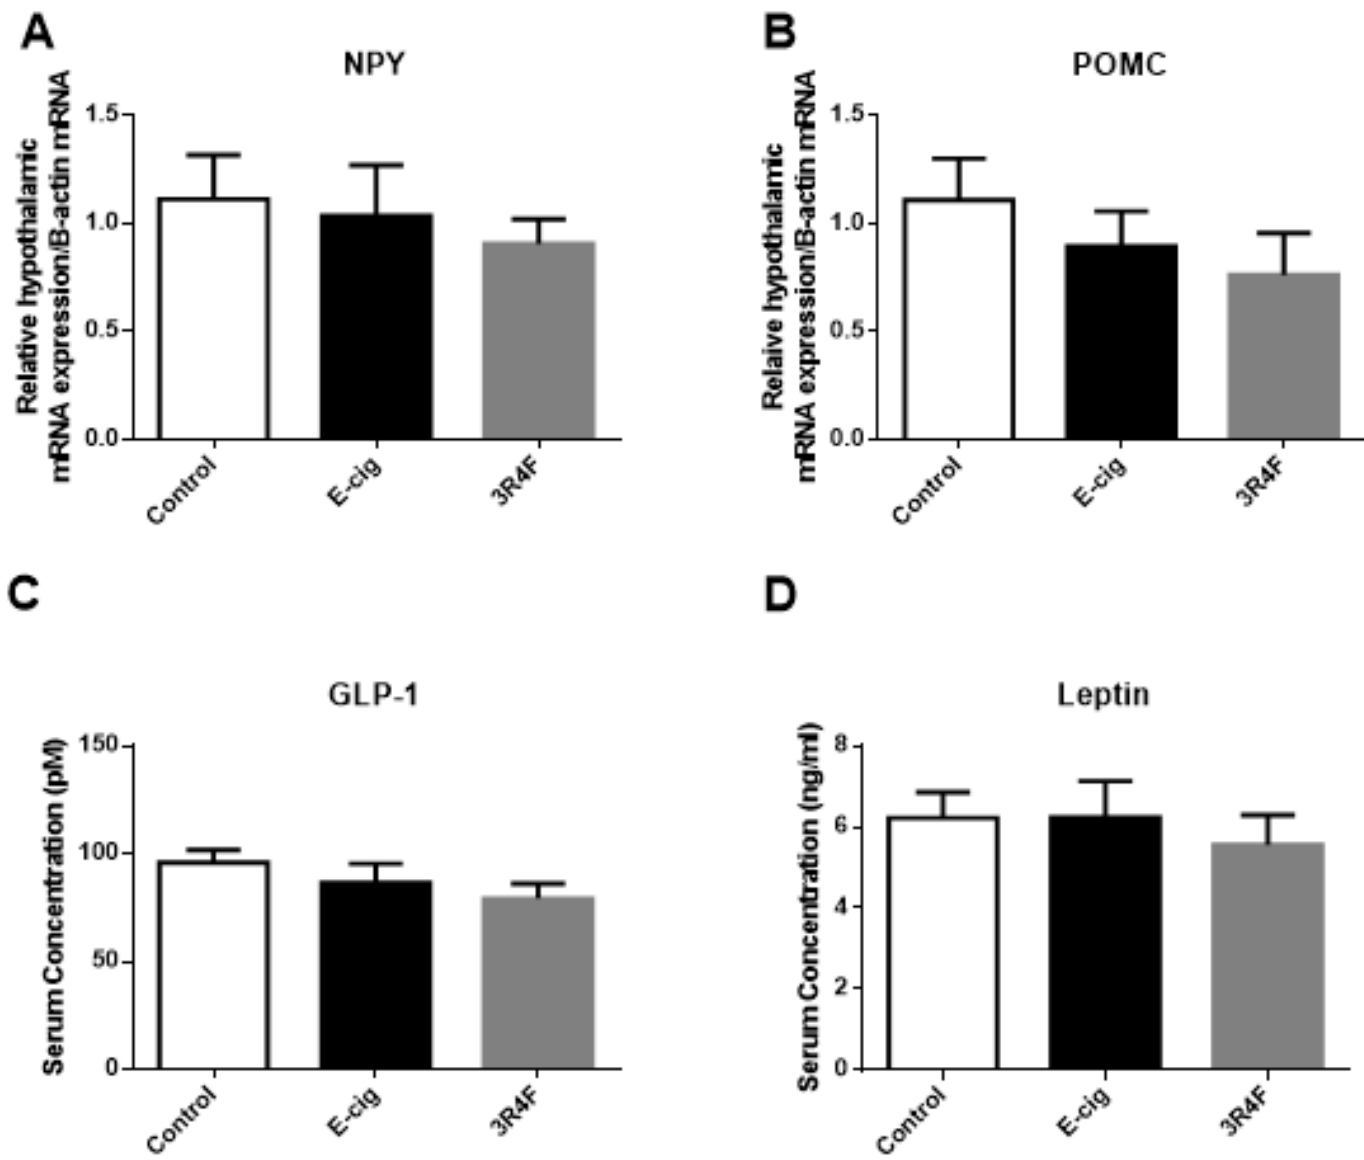 A
NPY
Relative hypothalamic
mRNA expression/B-actin mRNA
1.5
1.0
0.5
0.0
Control
E-cig
3R4F
B
POMC
Relaive hypothalamic
mRNA expression/B-actin mRNA
1.5
1.0
0.5
0.0
Control
E-cig
3R4F
C
GLP-1
Serum Concentration (pM)
150
100
50
0
Control
E-cig
3R4F
D
Leptin
Serum Concentration (ng/ml)
8
6
4
2
0
Control
E-cig
3R4F